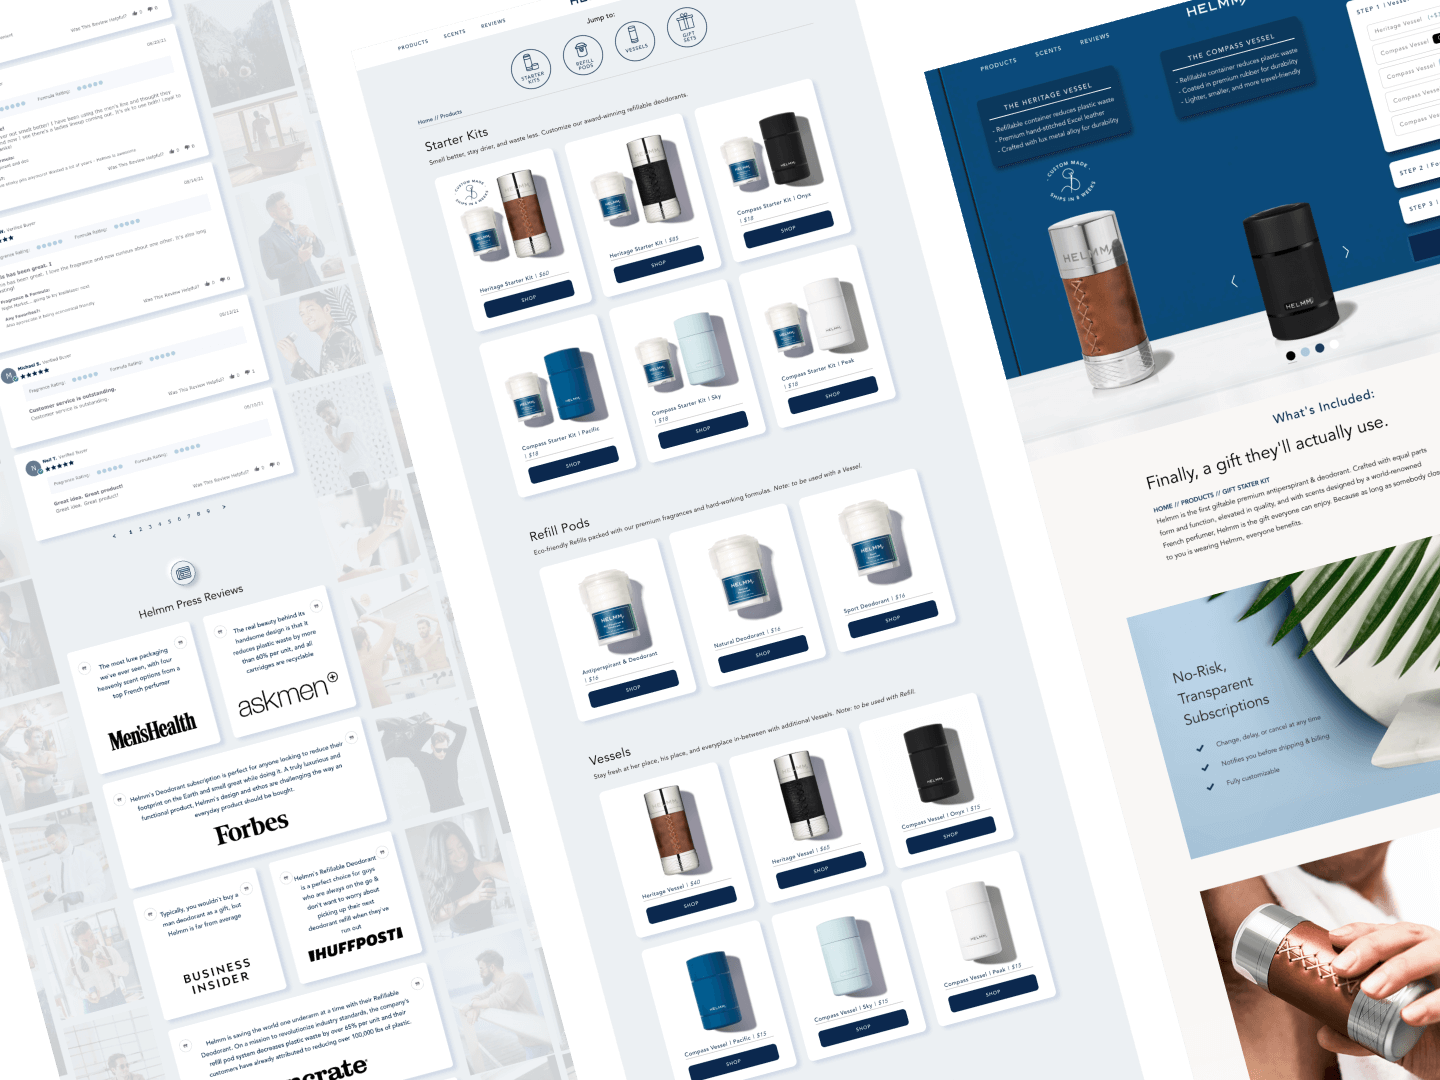 Was This Review Helpful?
08/23/21
Formula Rating:
Was This Review Helpful?
08/16/21
Verified Buyer
Fragrance Rating:
Formula Rating:
Fragrance & Formula:
Any Favorites?:
Was This Review Helpful?
08/13/21
M
Michael S. Verified Buyer
Fragrance Rating:
Formula Rating:
Customer service is outstanding.
Customer service is outstanding.
Was This Review Helpful?
N
Neil T. Verified Buyer
Fragrance Rating:
Formula Rating:
Great idea. Great product!
Great idea. Great product!
Was This Review Helpful?
< 1 2 3 4 5 6 7 8 9 >
Helmm Press Reviews
The most luxe packaging
we've ever seen, with four
heavenly scent options from a
top French perfumer
Men'sHealth
The real beauty behind its
handsome design is that it
reduces plastic waste by more
than 60% per unit, and all
cartridges are recyclable
askmen
Helmm's Deodorant subscription is perfect for anyone looking to reduce their
footprint on the Earth and smell great while doing it. A truly luxurious and
functional product, Helmm's design and ethos are challenging the way an
everyday product should be bought.
Forbes
Typically, you wouldn't buy a
man deodorant as a gift, but
Helmm is far from average
BUSINESS
INSIDER
Helmm's Refillable Deodorant
is a perfect choice for guys
who are always on the go &
don't want to worry about
picking up their next
deodorant refill when they've
run out
HUFFPOST
Helmm is saving the world one underarm at a time with their Refillable
Deodorant. On a mission to revolutionize industry standards, the company's
refill pod system decreases plastic waste by over 65% per unit and their
customers have already attributed to reducing over 100,000 lbs of plastic.
PRODUCTS
SCENTS
REVIEWS
Jump to:
STARTER
KITS
REFILL
PODS
VESSELS
GIFT
SETS
Home // Products
Starter Kits
Smell better, stay drier, and waste less. Customize our award-winning refillable deodorants.
CUSTOM MADE
SHIPS IN 8 WEEKS
Heritage Starter Kit | $60
SHOP
Heritage Starter Kit | $85
SHOP
Compass Starter Kit | Onyx
| $18
SHOP
Compass Starter Kit | Pacific
| $18
SHOP
Compass Starter Kit | Sky
| $18
SHOP
Compass Starter Kit | Peak
| $18
SHOP
Refill Pods
Eco-friendly Refills packed with our premium fragrances and hard-working formulas. Note: to be used with a Vessel.
HELMM
Antiperspirant & Deodorant
| $16
SHOP
HELMM
Natural Deodorant | $16
SHOP
HELMM
Sport Deodorant | $16
SHOP
Vessels
Stay fresh at her place, his place, and everyplace in-between with additional Vessels. Note: to be used with Refill.
Heritage Vessel | $40
SHOP
Heritage Vessel | $65
SHOP
Compass Vessel | Onyx | $15
SHOP
Compass Vessel | Pacific | $15
SHOP
Compass Vessel | Sky | $15
SHOP
Compass Vessel | Peak | $15
SHOP
HELMM
PRODUCTS
SCENTS
REVIEWS
THE HERITAGE VESSEL
- Refillable container reduces plastic waste
- Premium hand-stitched Excel leather
- Crafted with lux metal alloy for durability
THE COMPASS VESSEL
- Refillable container reduces plastic waste
- Coated in premium rubber for durability
- Lighter, smaller, and more travel-friendly
CUSTOM MADE
SHIPS IN 8 WEEKS
HELMM
HELMM
STEP 1 / Vessel
Heritage Vessel
Compass Vessel
Compass Vessel
Compass Vessel
Compass Vessel
STEP 2 /
STEP 3 /
What's Included:
Finally, a gift they'll actually use.
HOME // PRODUCTS // GIFT STATER KIT
Helmm is the first giftable premium antiperspirant & deodorant. Crafted with equal parts
form and function, elevated in quality, and with scents designed by a world-renowned
French perfumer, Helmm is the gift everyone can enjoy. Because as long as somebody close
to you is wearing Helmm, everyone benefits.
No-Risk,
Transparent
Subscriptions
Change, delay, or cancel at any time
Notifies you before shipping & billing
Fully customizable